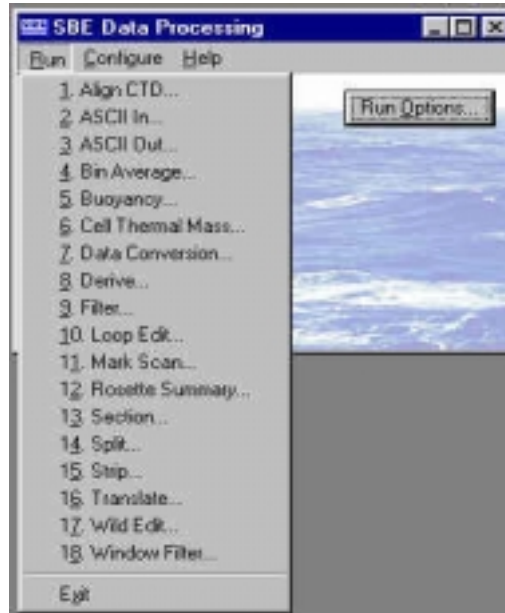 SBE Data Processing
Run Configure Help
1. Align CTD...
Run Options...
2. ASCII In...
3. ASCII Out...
4. Bin Average...
5. Buoyancy...
6. Cell Thermal Mass...
7. Data Conversion...
8. Derive...
9. Filter...
10. Loop Edit...
11. Mark Scan...
12. Rosette Summary...
13. Section...
14. Split...
15. Strip...
16. Translate...
17. Wild Edit...
18. Window Filter...
Exit